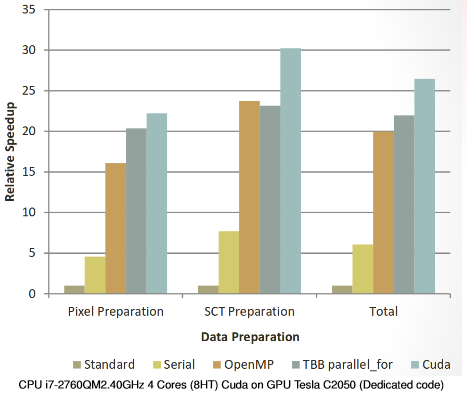 35
30
25
20
15
10
5
0
Relative Speedup
Pixel Preparation SCT Preparation Total
Data Preparation
Standard Serial OpenMP TBB parallel_for Cuda
CPU i7-2760QM2.40GHz 4 Cores (8HT) Cuda on GPU Tesla C2050 (Dedicated code)